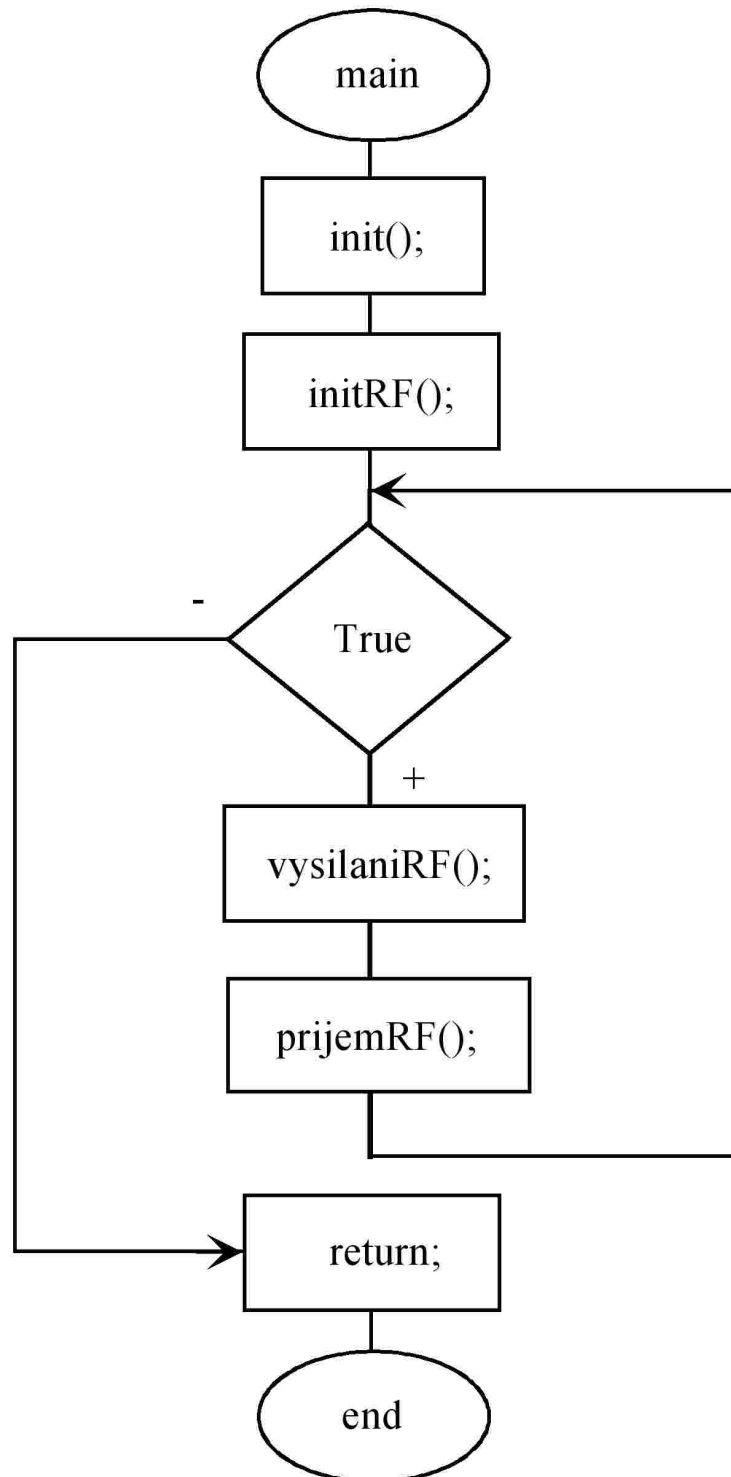 main
init();
initRF();
-
True
+
vysilaniRF();
prijemRF();
return;
end